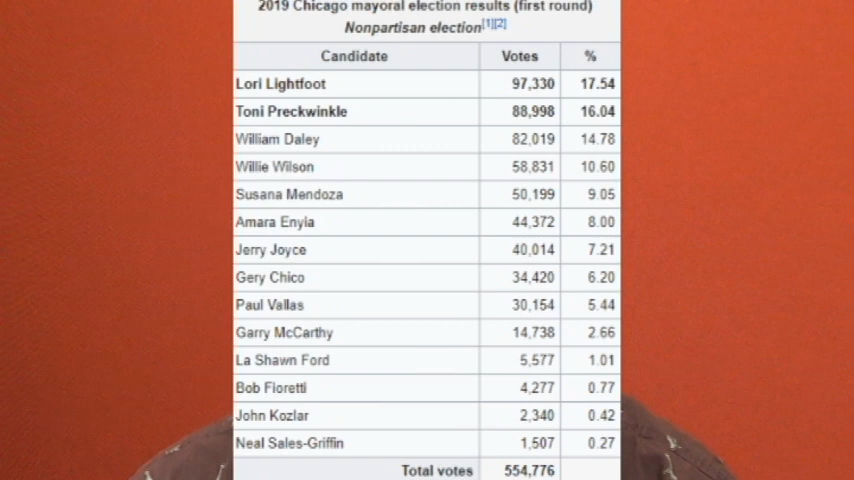 2019 Chicago mayoral election results (first round)
Nonpartisan election[1][2]
Candidate Votes %
Lori Lightfoot 97,330 17.54
Toni Preckwinkle 88,998 16.04
William Daley 82,019 14.78
Willie Wilson 58,831 10.60
Susana Mendoza 50,199 9.05
Amara Enyia 44,372 8.00
Jerry Joyce 40,014 7.21
Gery Chico 34,420 6.20
Paul Vallas 30,154 5.44
Garry McCarthy 14,738 2.66
La Shawn Ford 5,577 1.01
Bob Fioretti 4,277 0.77
John Kozlar 2,340 0.42
Neal Sales-Griffin 1,507 0.27
Total votes 554,776